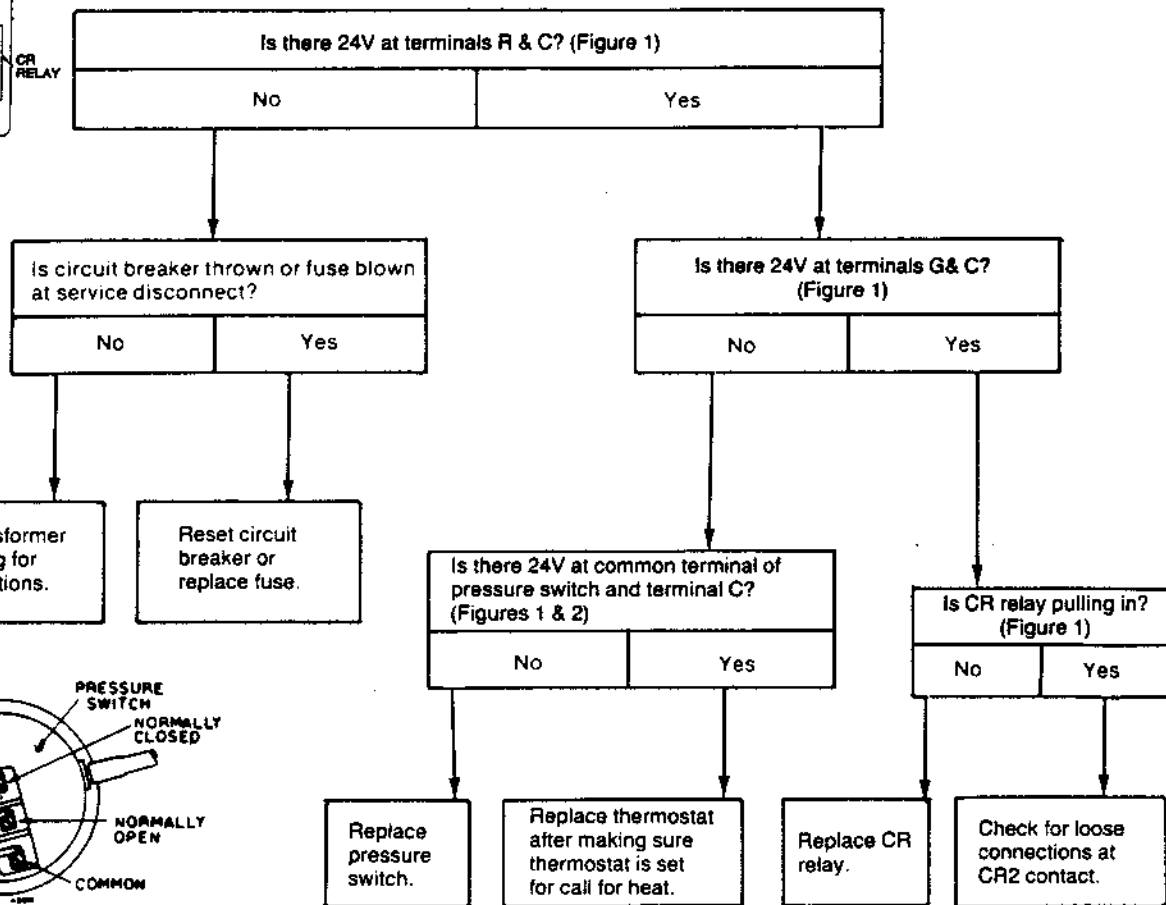 CR
RELAY
Is there 24V at terminals R & C? (Figure 1)
No
Yes
Is circuit breaker thrown or fuse blown
at service disconnect?
No
Yes
Is there 24V at terminals G& C?
(Figure 1)
No
Yes
Reset circuit
breaker or
replace fuse.
for
Is there 24V at common terminal of
pressure switch and terminal C?
(Figures 1 & 2)
No
Yes
Is CR relay pulling in?
(Figure 1)
No
Yes
PRESSURE
SWITCH
NORMALLY
CLOSED
NORMALLY
OPEN
COMMON
Replace
pressure
switch.
Replace thermostat
after making sure
thermostat is set
for call for heat.
Replace CR
relay.
Check for loose
connections at
CR2 contact.